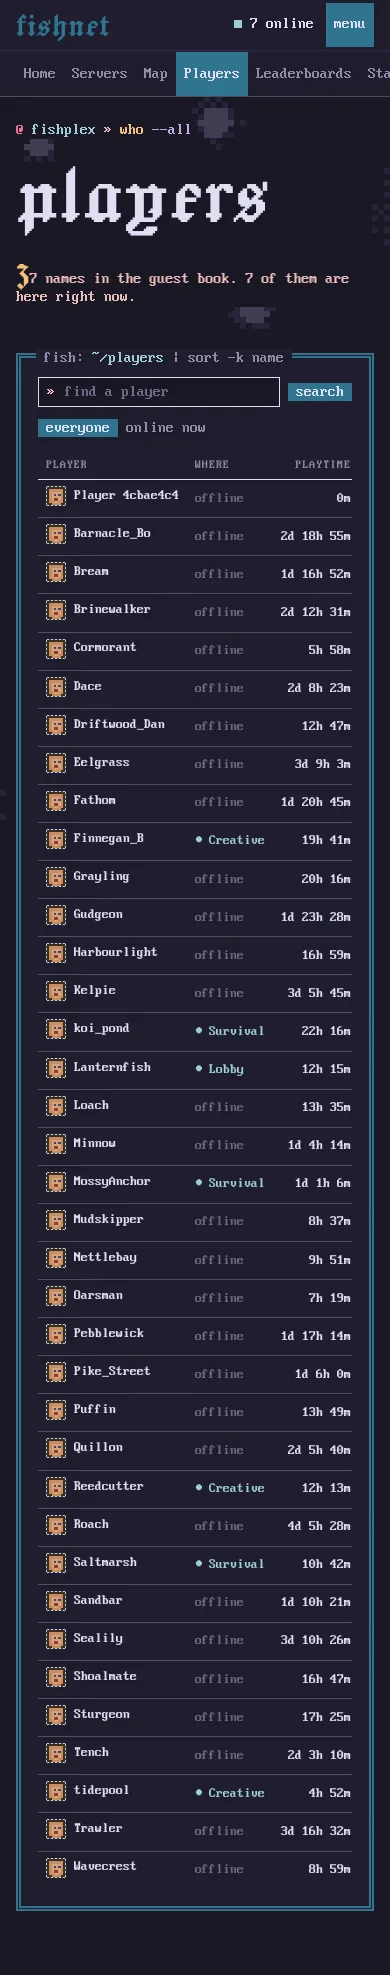 fishnet
7 online
menu
Home Servers Map Players Leaderboards Sta
@ fishplex » who --all
players
37 names in the guest book. 7 of them are
here right now.
fish: ~/players | sort -k name
» find a player
search
everyone online now
PLAYER WHERE PLAYTIME
Player 4cbae4c4 offline 0m
Barnacle_Bo offline 2d 18h 55m
Bream offline 1d 16h 52m
Brinewalker offline 2d 12h 31m
Cormorant offline 5h 58m
Dace offline 2d 8h 23m
Driftwood_Dan offline 12h 47m
Eelgrass offline 3d 9h 3m
Fathom offline 1d 20h 45m
Finnegan_B Creative 19h 41m
Grayling offline 20h 16m
Gudgeon offline 1d 23h 28m
Harbourlight offline 16h 59m
Kelpie offline 3d 5h 45m
koi_pond Survival 22h 16m
Lanternfish Lobby 12h 15m
Loach offline 13h 35m
Minnow offline 1d 4h 14m
MossyAnchor Survival 1d 1h 6m
Mudskipper offline 8h 37m
Nettlebay offline 9h 51m
Oarsman offline 7h 19m
Pebblewick offline 1d 17h 14m
Pike_Street offline 1d 6h 0m
Puffin offline 13h 49m
Quillon offline 2d 5h 40m
Reedcutter Creative 12h 13m
Roach offline 4d 5h 28m
Saltmarsh Survival 10h 42m
Sandbar offline 1d 10h 21m
Sealily offline 3d 10h 26m
Shoalmate offline 16h 47m
Sturgeon offline 17h 25m
Tench offline 2d 3h 10m
tidepool Creative 4h 52m
Trawler offline 3d 16h 32m
Wavecrest offline 8h 59m